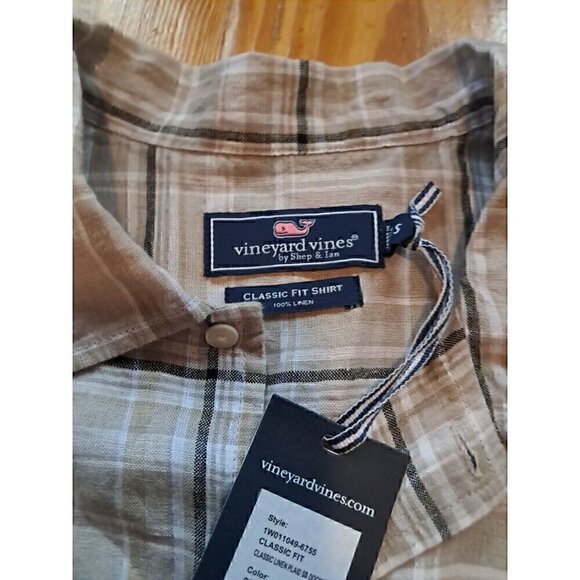 vineyard vines®
by Shep & Ian
S
CLASSIC FIT SHIRT
100% LINEN
vineyardvines.com
Style:
1W011049-6755
CLASSIC FIT
CLASSIC LINEN PLAID SS
Color: